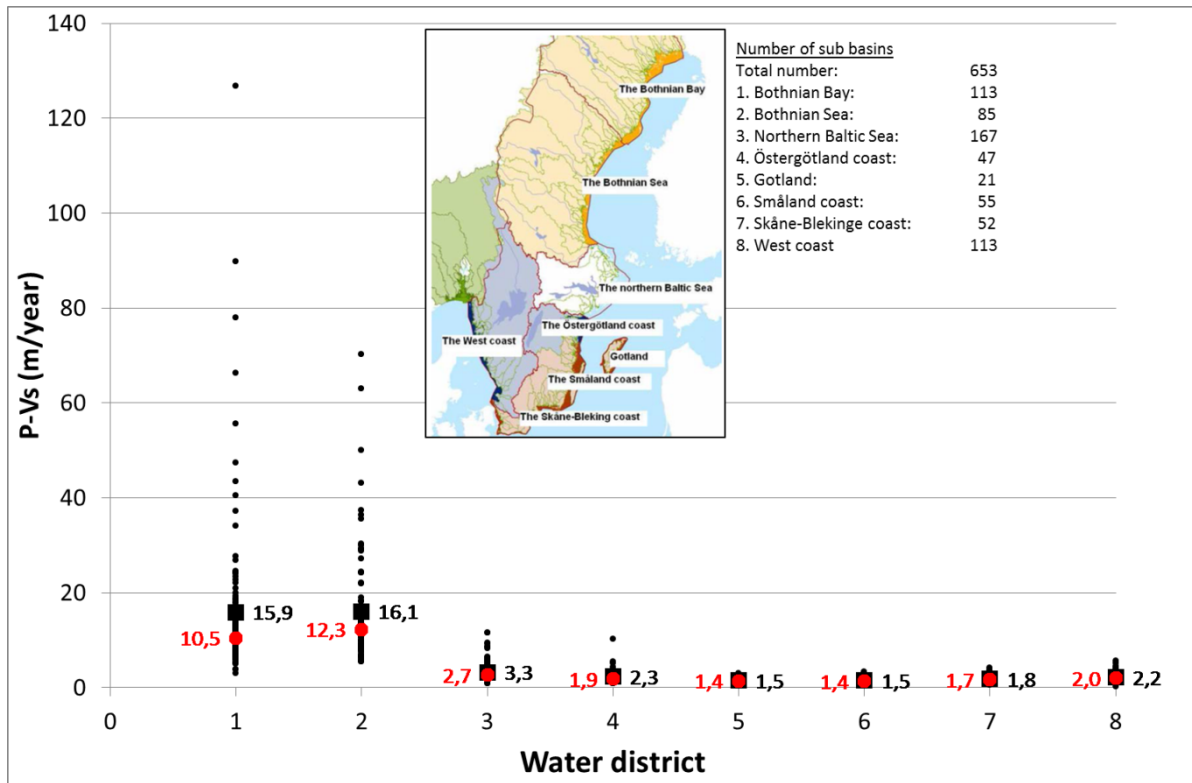 140
120
100
80
60
40
20
0
P-Vs (m/year)
The Bothnian Bay
The Bothnian Sea
The northern Baltic Sea
The Östergötland coast
The West coast
Gotland
The Småland coast
The Skåne-Bleking coast
Number of sub basins
Total number: 653
1. Bothnian Bay: 113
2. Bothnian Sea: 85
3. Northern Baltic Sea: 167
4. Östergötland coast: 47
5. Gotland: 21
6. Småland coast: 55
7. Skåne-Blekinge coast: 52
8. West coast 113
10,5 15,9
12,3 16,1
2,7 3,3
1,9 2,3
1,4 1,5
1,4 1,5
1,7 1,8
2,0 2,2
0 1 2 3 4 5 6 7 8
Water district